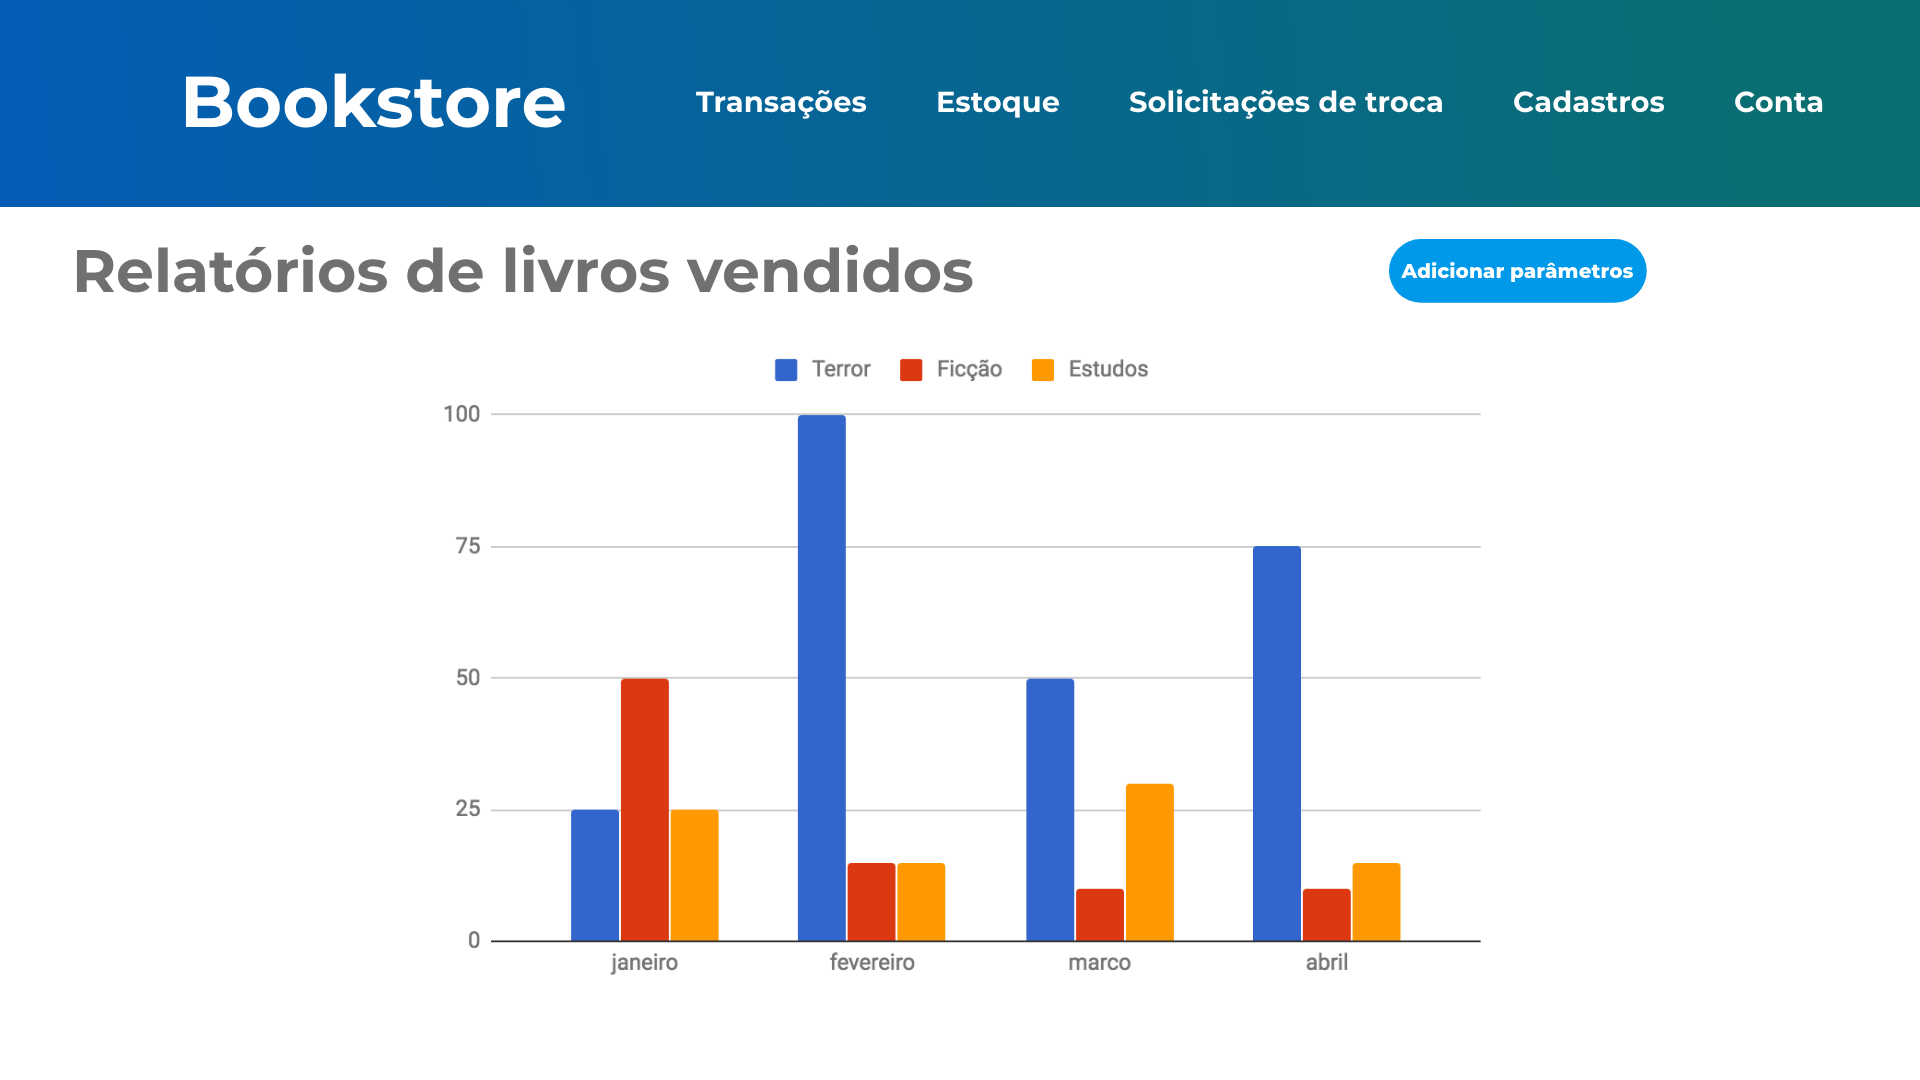 Bookstore
Transações Estoque Solicitações de troca Cadastros Conta
Relatórios de livros vendidos
Adicionar parâmetros
Terror Ficção Estudos
100
75
50
25
0
janeiro fevereiro marco abril